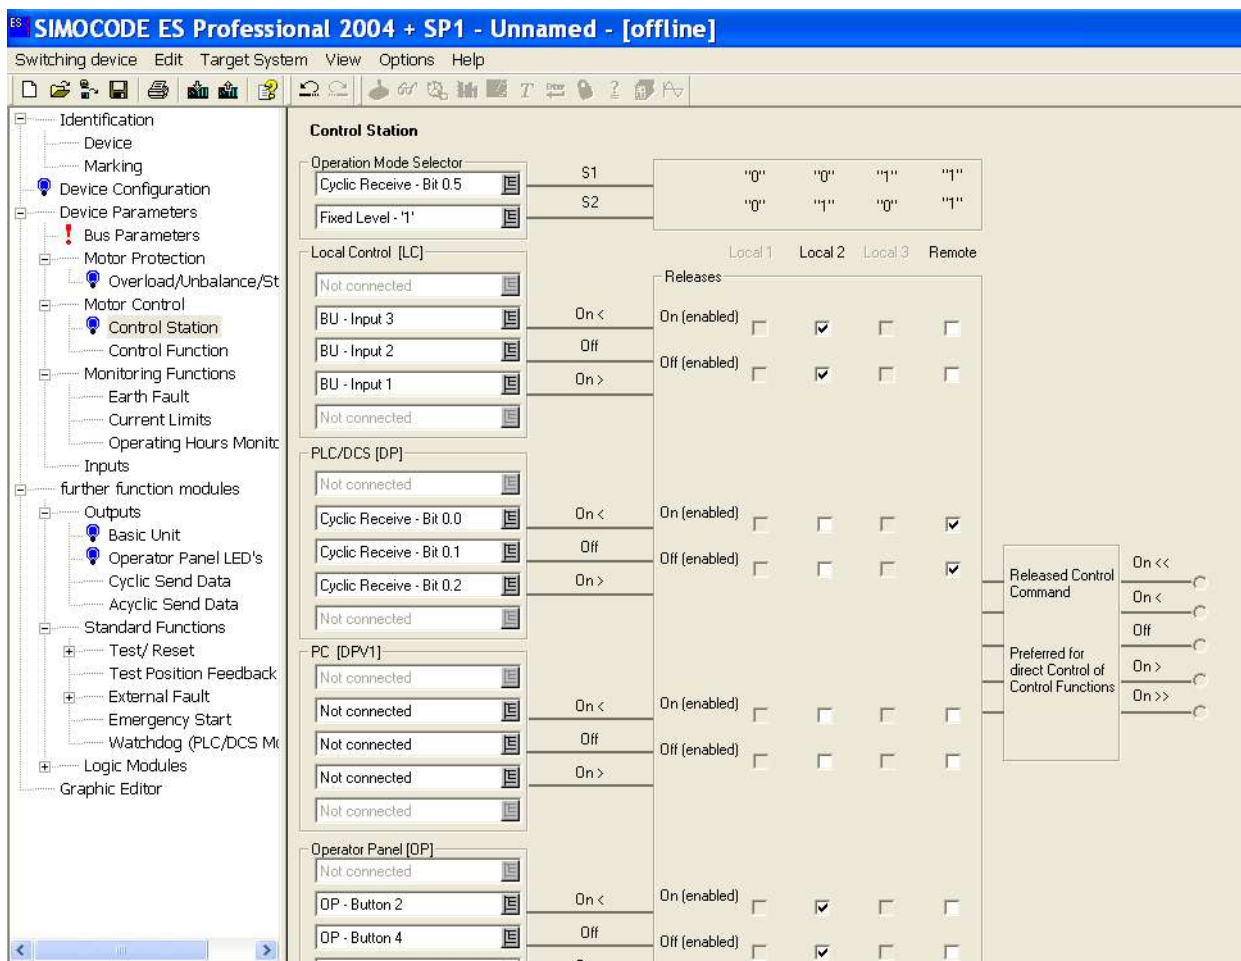 ES SIMOCODE ES Professional 2004 + SP1 - Unnamed - [offline]
Switching device Edit Target System View Options Help
Identification
Device
Marking
Device Configuration
Device Parameters
Bus Parameters
Motor Protection
Overload/Unbalance/St
Motor Control
Control Station
Control Function
Monitoring Functions
Earth Fault
Current Limits
Operating Hours Monito
Inputs
further function modules
Outputs
Basic Unit
Operator Panel LED's
Cyclic Send Data
Acyclic Send Data
Standard Functions
Test/ Reset
Test Position Feedback
External Fault
Emergency Start
Watchdog (PLC/DCS Mo
Logic Modules
Graphic Editor
Control Station
Operation Mode Selector
Cyclic Receive - Bit 0.5 S1 "0" "0" "1" "1"
Fixed Level - '1' S2 "0" "1" "0" "1"
Local 1 Local 2 Local 3 Remote
Local Control [LC]
Releases
Not connected
BU - Input 3 On < On (enabled)
BU - Input 2 Off Off (enabled)
BU - Input 1 On >
Not connected
PLC/DCS [DP]
Not connected
Cyclic Receive - Bit 0.0 On < On (enabled)
Cyclic Receive - Bit 0.1 Off Off (enabled)
Cyclic Receive - Bit 0.2 On >
Not connected
PC [DPV1]
Not connected
Not connected On < On (enabled)
Not connected Off Off (enabled)
Not connected On >
Not connected
Operator Panel [OP]
Not connected
OP - Button 2 On < On (enabled)
OP - Button 4 Off Off (enabled)
Released Control
Command
Preferred for
direct Control of
Control Functions
On <<
On <
Off
On >
On >>